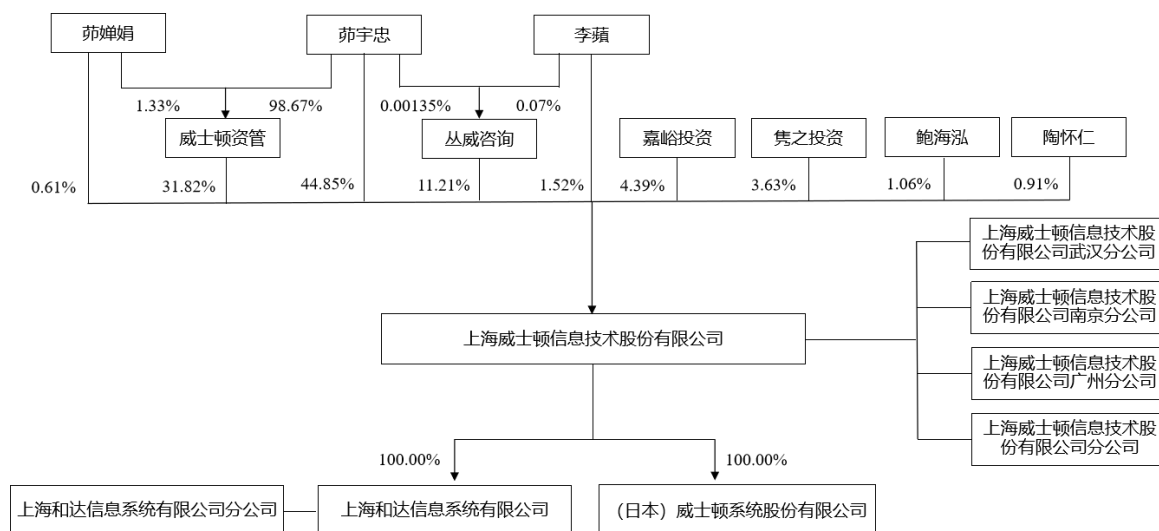 茆婵娟
茆宇忠
李蘋
1.33%
98.67%
0.00135%
0.07%
威士顿资管
丛威咨询
嘉峪投资
隽之投资
鲍海泓
陶怀仁
0.61%
31.82%
44.85%
11.21%
1.52%
4.39%
3.63%
1.06%
0.91%
上海威士顿信息技术股
份有限公司武汉分公司
上海威士顿信息技术股
份有限公司南京分公司
上海威士顿信息技术股份有限公司
上海威士顿信息技术股
份有限公司广州分公司
上海威士顿信息技术股
份有限公司分公司
100.00%
100.00%
上海和达信息系统有限公司分公司
上海和达信息系统有限公司
（日本）威士顿系统股份有限公司